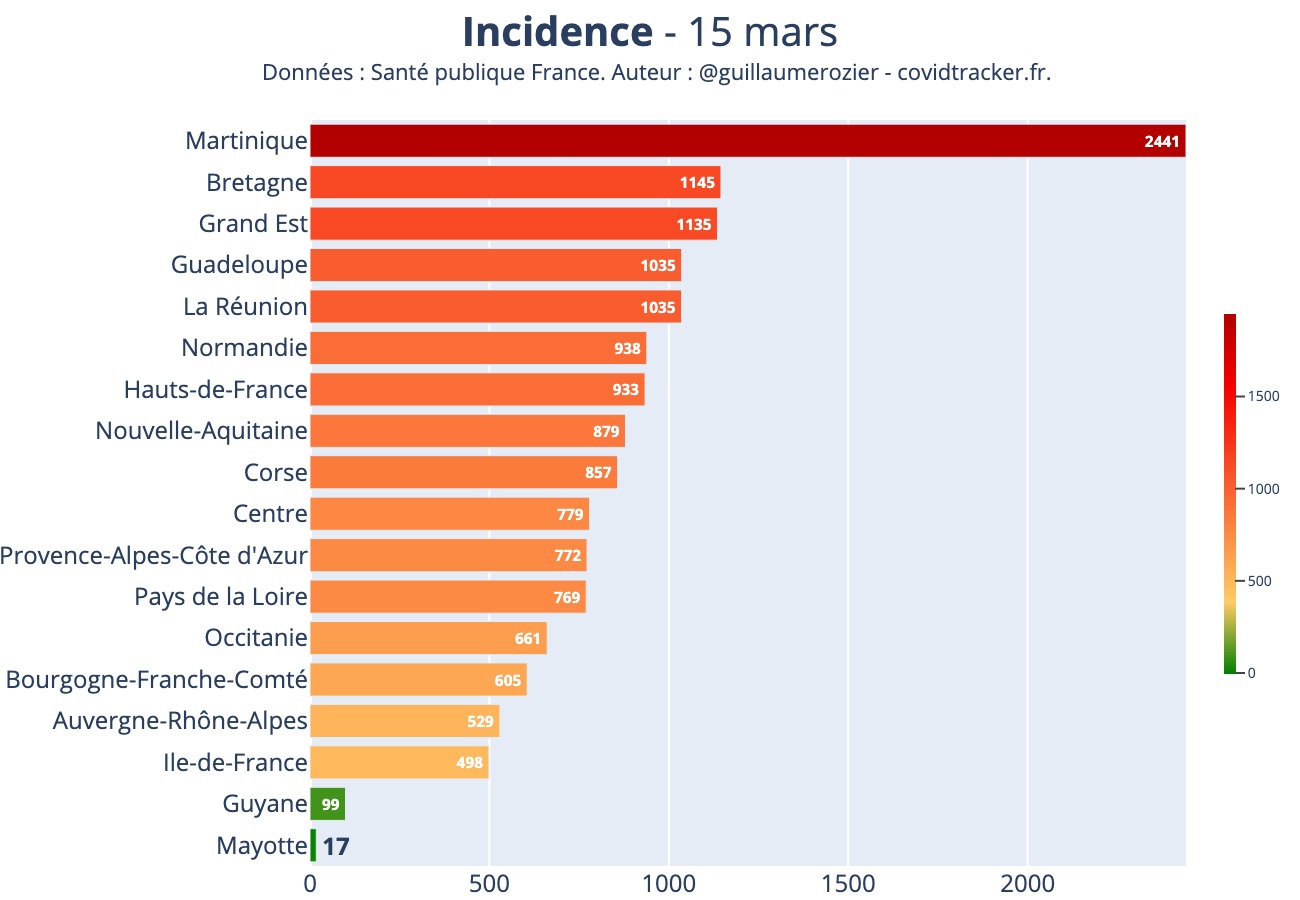 Incidence - 15 mars
Données : Santé publique France. Auteur : @guillaumerozier - covidtracker.fr.
Martinique 2441
Bretagne 1145
Grand Est 1135
Guadeloupe 1035
La Réunion 1035
Normandie 938
Hauts-de-France 933
Nouvelle-Aquitaine 879
Corse 857
Centre 779
Provence-Alpes-Côte d'Azur 772
Pays de la Loire 769
Occitanie 661
Bourgogne-Franche-Comté 605
Auvergne-Rhône-Alpes 529
Ile-de-France 498
Guyane 99
Mayotte 17
0 500 1000 1500 2000
1500
1000
500
0